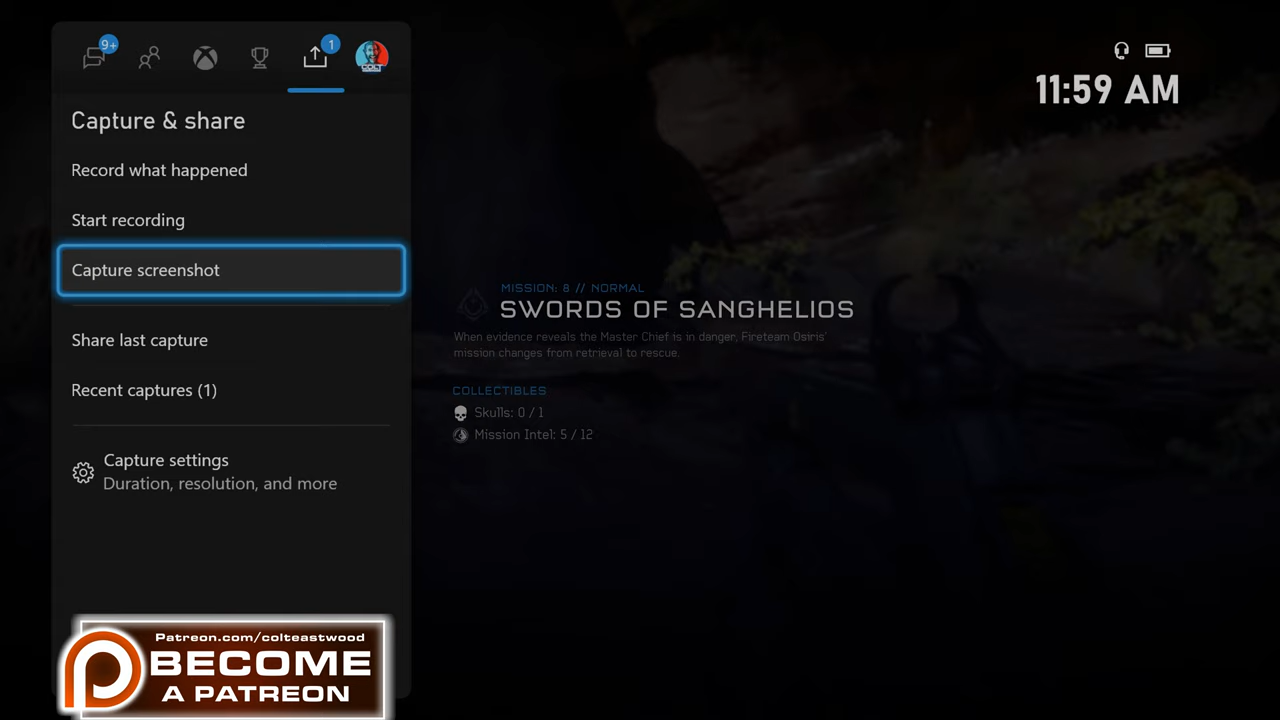 9+
1
COLT
11:59 AM
Capture & share
Record what happened
Start recording
Capture screenshot
Share last capture
Recent captures (1)
Capture settings
Duration, resolution, and more
MISSION: 8 // NORMAL
SWORDS OF SANGHELIOS
When evidence reveals the Master Chief is in danger, Fireteam Osiris'
mission changes from retrieval to rescue.
COLLECTIBLES
Skulls: 0 / 1
Mission Intel: 5 / 12
Patreon.com/colteastwood
BECOME
A PATREON